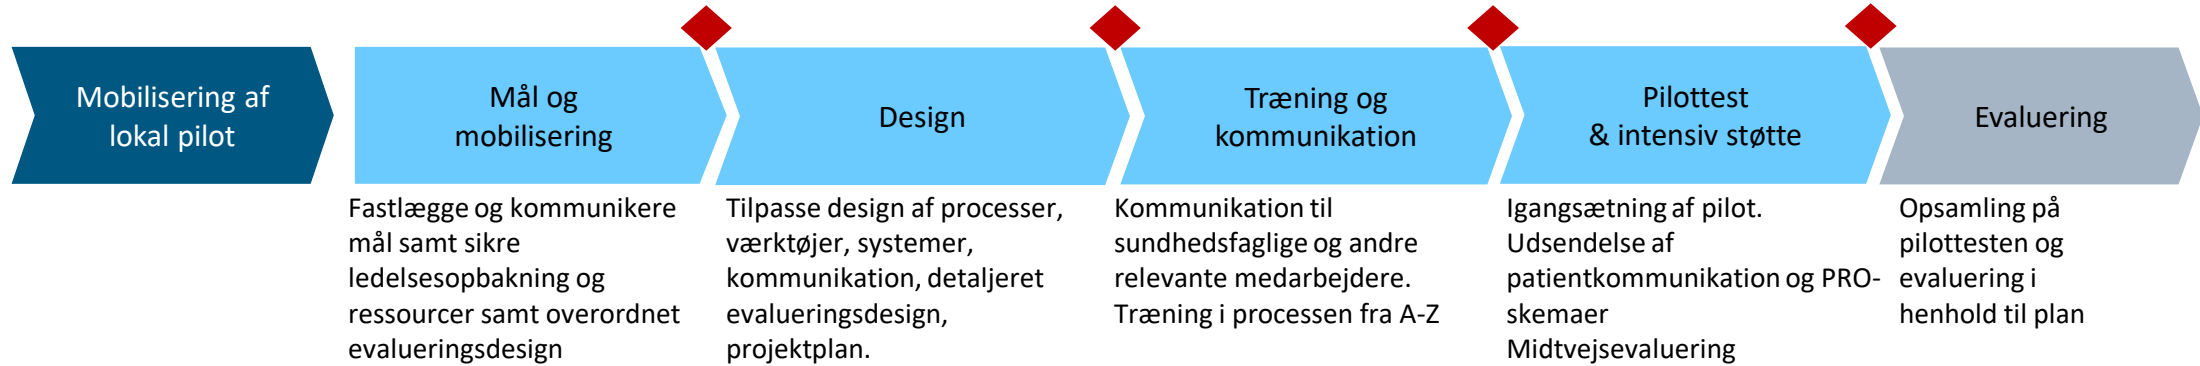 Mobilisering af
lokal pilot
Mål og
mobilisering
Fastlægge og kommunikere
mål samt sikre
ledelsesopbakning og
ressourcer samt overordnet
evalueringsdesign
Design
Tilpasse design af processer,
værktøjer, systemer,
kommunikation, detaljeret
evalueringsdesign,
projektplan.
Træning og
kommunikation
Kommunikation til
sundhedsfaglige og andre
relevante medarbejdere.
Træning i processen fra A-Z
Pilottest
& intensiv støtte
Igangsætning af pilot.
Udsendelse af
patientkommunikation og PRO-
skemaer
Midtvejsevaluering
Evaluering
Opsamling på
pilottesten og
evaluering i
henhold til plan